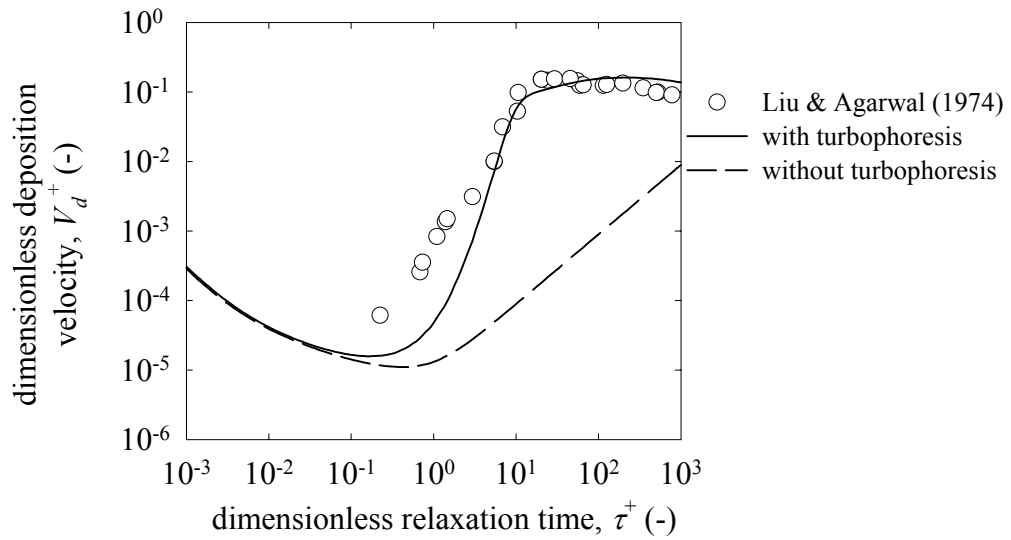 dimensionless deposition
velocity, V_d^+ (-)
10^0
10^-1
10^-2
10^-3
10^-4
10^-5
10^-6
10^-3 10^-2 10^-1 10^0 10^1 10^2 10^3
dimensionless relaxation time, τ^+ (-)
Liu & Agarwal (1974)
with turbophoresis
without turbophoresis